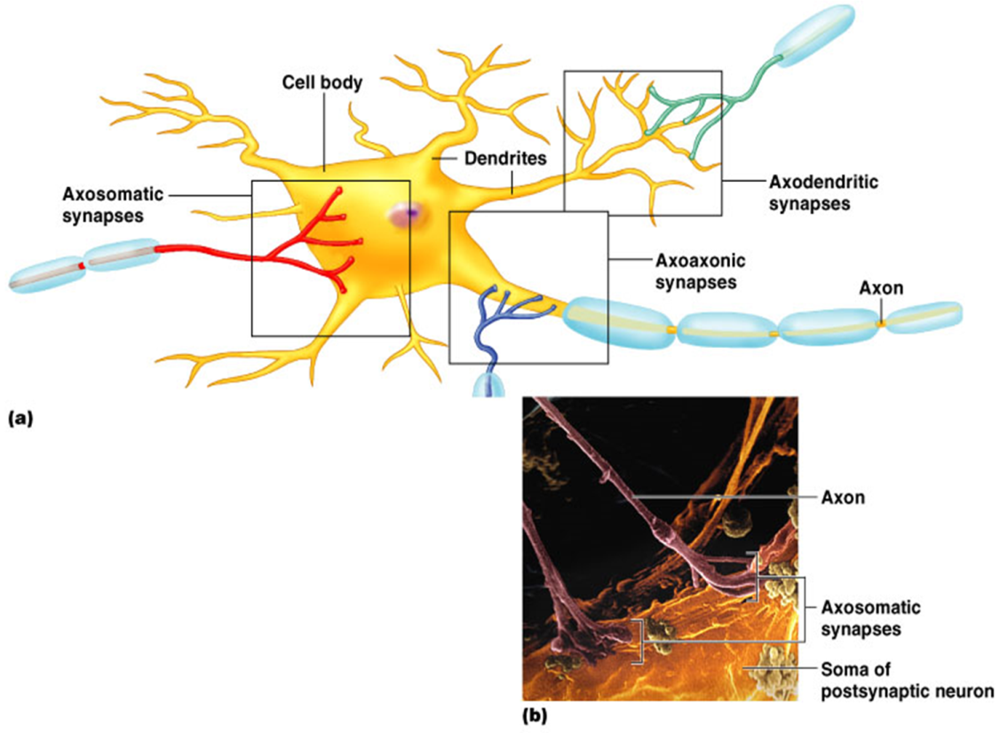 Cell body
Dendrites
Axosomatic
synapses
Axodendritic
synapses
Axoaxonic
synapses
Axon
(a)
Axon
Axosomatic
synapses
Soma of
postsynaptic neuron
(b)